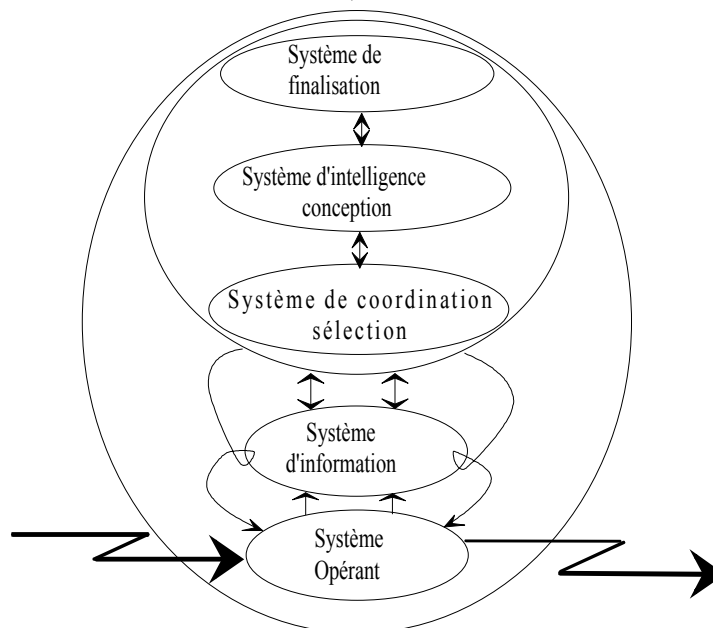 Système de
finalisation
Système d'intelligence
conception
Système de coordination
sélection
Système
d'information
Système
Opérant